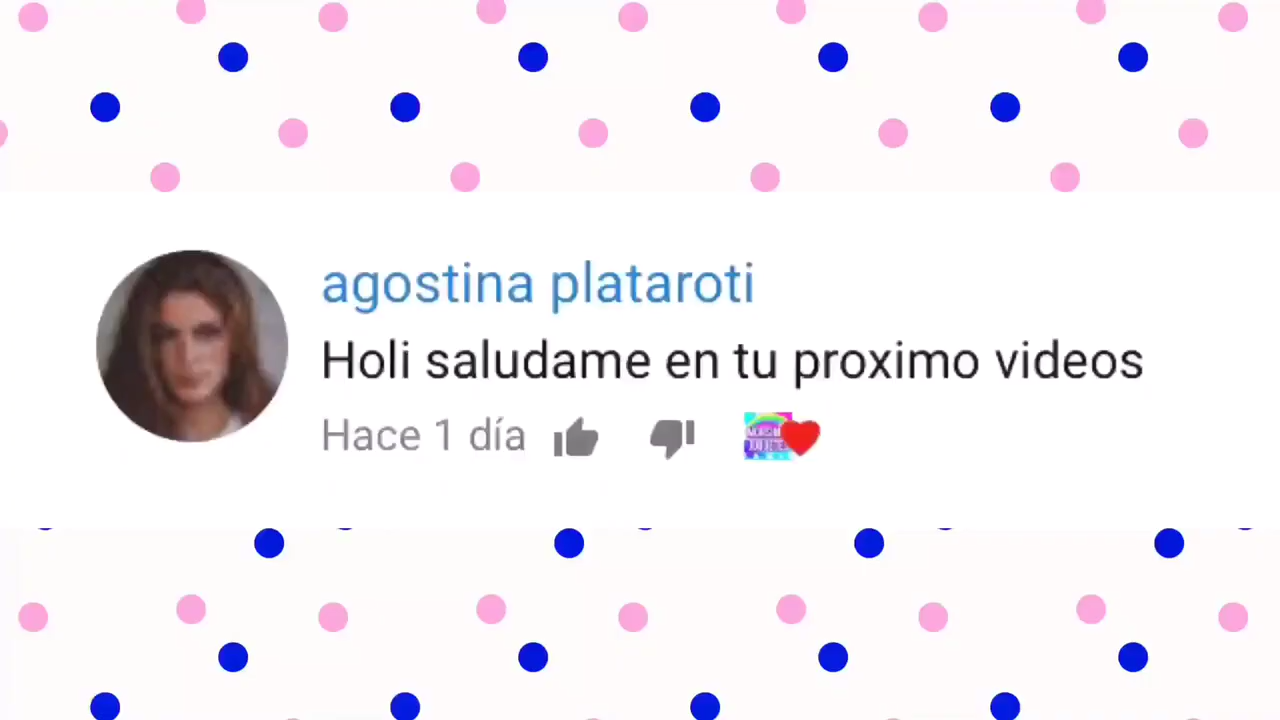 agostina plataroti
Holi saludame en tu proximo videos
Hace 1 día